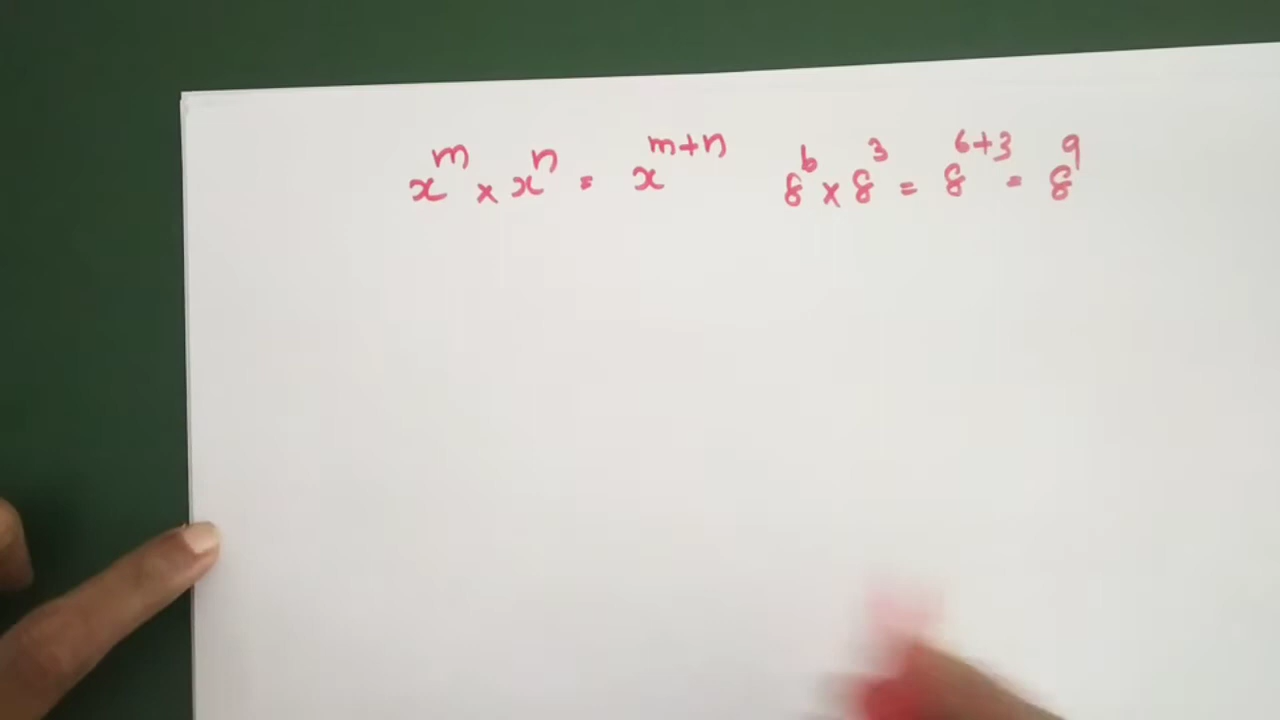 x^m × x^n = x^{m+n} 8^6 × 8^3 = 8^{6+3} = 8^9